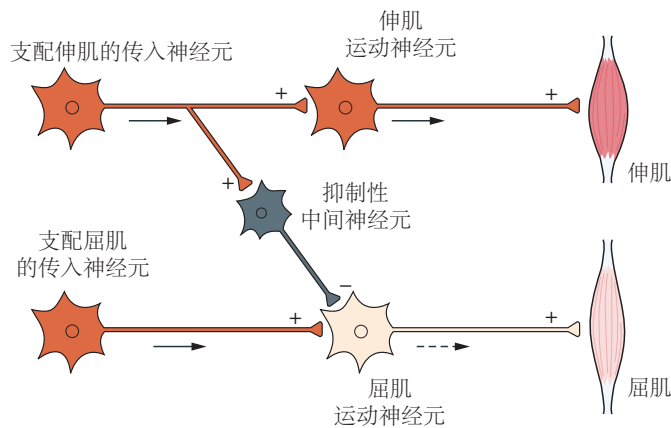 支配伸肌的传入神经元
伸肌
运动神经元
+
+
伸肌
+
抑制性
中间神经元
支配屈肌
的传入神经元
−
+
+
屈肌
运动神经元
屈肌